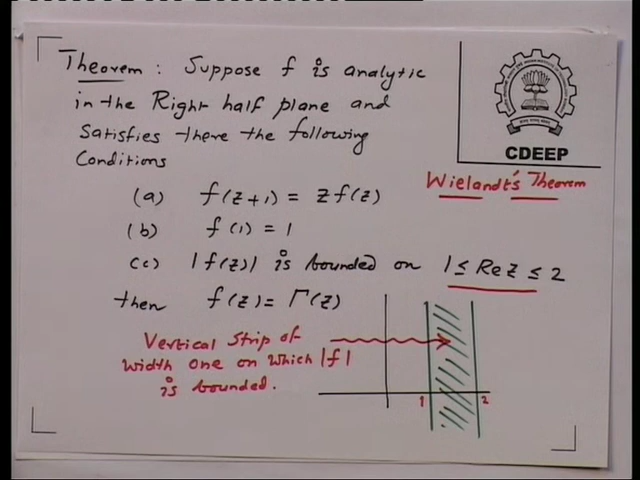 Theorem : Suppose f is analytic
in the Right half plane and
Satisfies there the following
Conditions
CDEEP
Wielandt's Theorem
(a) f(z+1) = z f(z)
(b) f(1) = 1
(c) |f(z)| is bounded on 1 ≤ Re z ≤ 2
then f(z) = Γ(z)
Vertical Strip of
width one on which |f|
is bounded.
1 2